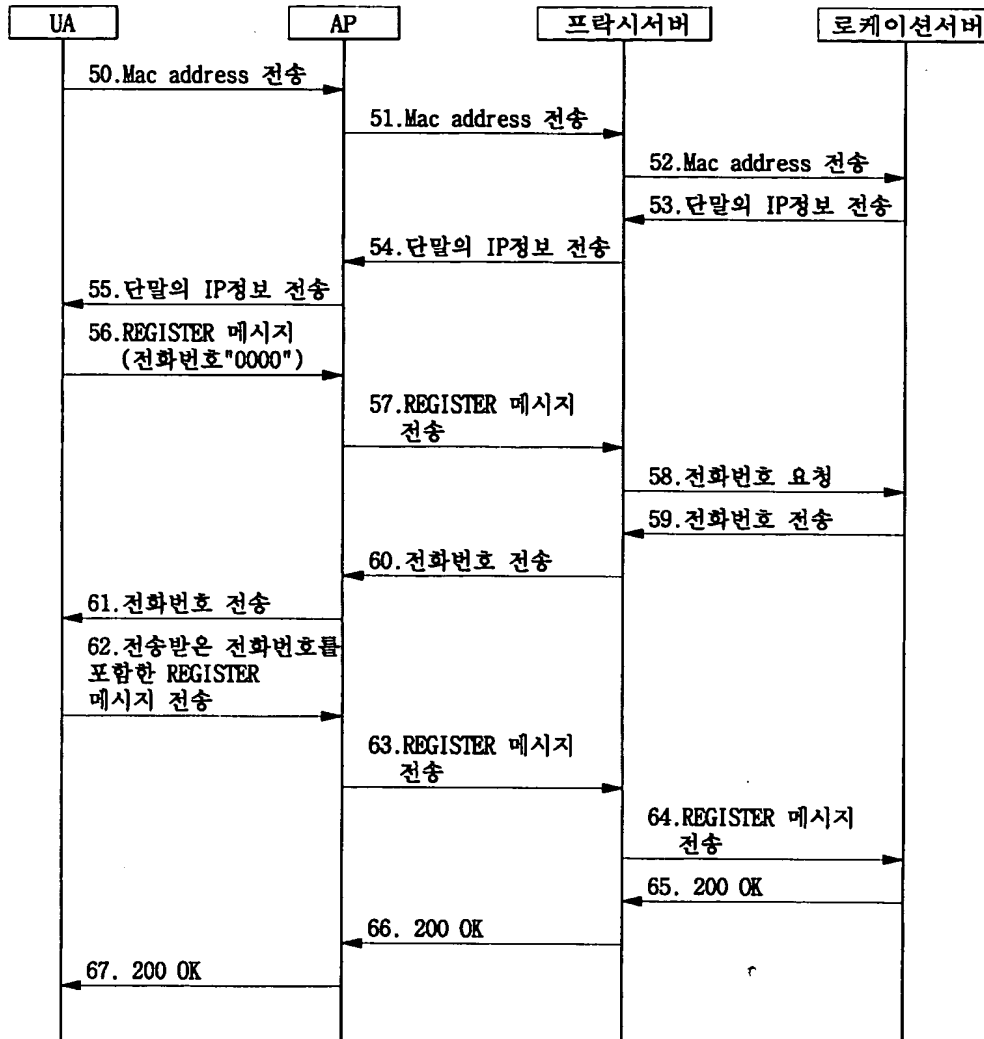 UA
AP
프락시서버
로케이션서버
50.Mac address 전송
51.Mac address 전송
52.Mac address 전송
53.단말의 IP정보 전송
54.단말의 IP정보 전송
55.단말의 IP정보 전송
56.REGISTER 메시지
(전화번호"0000")
57.REGISTER 메시지
전송
58.전화번호 요청
59.전화번호 전송
60.전화번호 전송
61.전화번호 전송
62.전송받은 전화번호를
포함한 REGISTER
메시지 전송
63.REGISTER 메시지
전송
64.REGISTER 메시지
전송
65. 200 OK
66. 200 OK
67. 200 OK